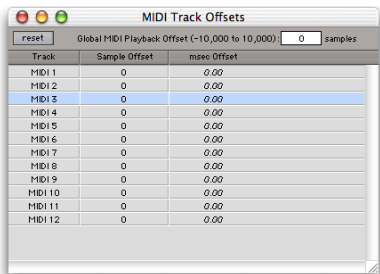 MIDI Track Offsets
reset Global MIDI Playback Offset (-10,000 to 10,000): 0 samples
Track Sample Offset msec Offset
MIDI 1 0 0.00
MIDI 2 0 0.00
MIDI 3 0 0.00
MIDI 4 0 0.00
MIDI 5 0 0.00
MIDI 6 0 0.00
MIDI 7 0 0.00
MIDI 8 0 0.00
MIDI 9 0 0.00
MIDI 10 0 0.00
MIDI 11 0 0.00
MIDI 12 0 0.00